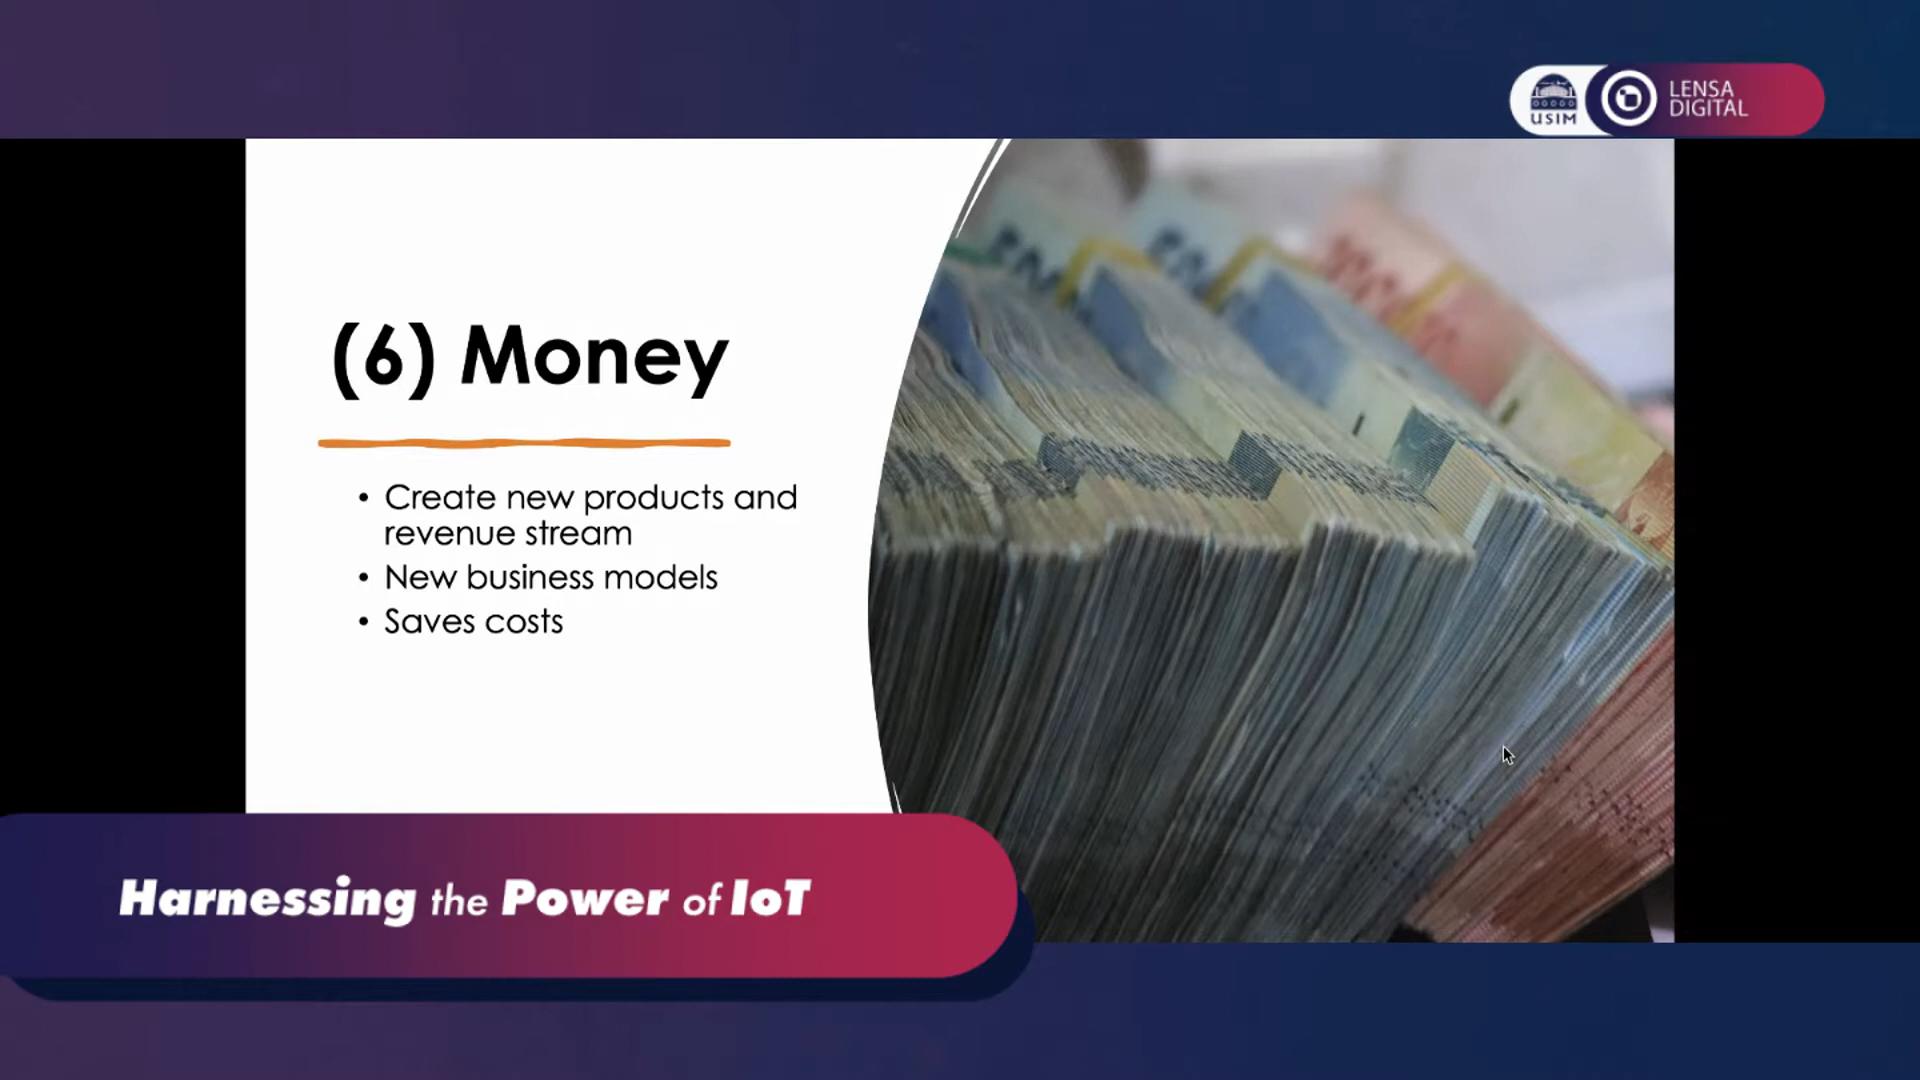 USIM
LENSA
DIGITAL
(6) Money
• Create new products and
revenue stream
• New business models
• Saves costs
Harnessing the Power of IoT